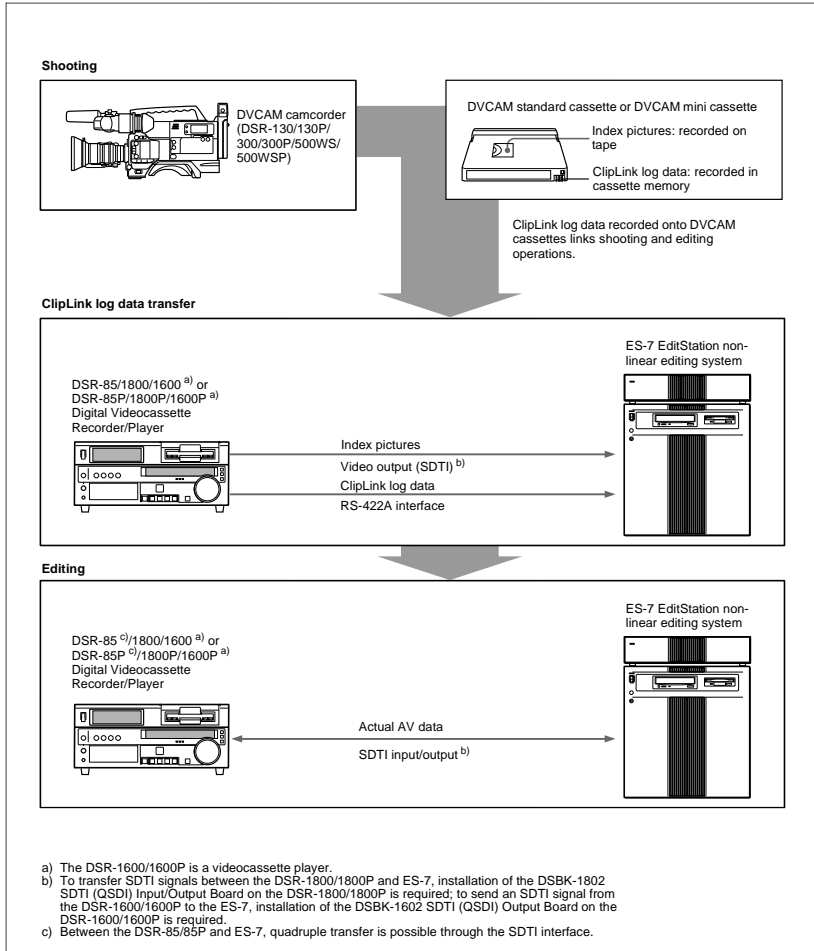 Shooting
DVCAM camcorder
(DSR-130/130P/
300/300P/500WS/
500WSP)
DVCAM standard cassette or DVCAM mini cassette
Index pictures: recorded on
tape
ClipLink log data: recorded in
cassette memory
ClipLink log data recorded onto DVCAM
cassettes links shooting and editing
operations.
ClipLink log data transfer
DSR-85/1800/1600 a) or
DSR-85P/1800P/1600P a)
Digital Videocassette
Recorder/Player
ES-7 EditStation non-
linear editing system
Index pictures
Video output (SDTI) b)
ClipLink log data
RS-422A interface
Editing
DSR-85 c)/1800/1600 a) or
DSR-85P c)/1800P/1600P a)
Digital Videocassette
Recorder/Player
ES-7 EditStation non-
linear editing system
Actual AV data
SDTI input/output b)
a) The DSR-1600/1600P is a videocassette player.
b) To transfer SDTI signals between the DSR-1800/1800P and ES-7, installation of the DSBK-1802
SDTI (QSDI) Input/Output Board on the DSR-1800/1800P is required; to send an SDTI signal from
the DSR-1600/1600P to the ES-7, installation of the DSBK-1602 SDTI (QSDI) Output Board on the
DSR-1600/1600P is required.
c) Between the DSR-85/85P and ES-7, quadruple transfer is possible through the SDTI interface.